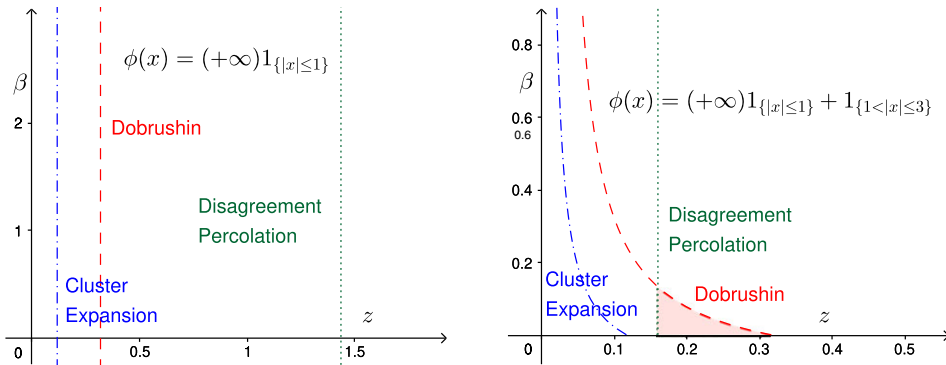 ϕ(x) = (+∞)1_{|x|≤1}
β
2
Dobrushin
Disagreement
Percolation
1
Cluster
Expansion
z
0
0.5
1
1.5
0.8
β
ϕ(x) = (+∞)1_{|x|≤1} + 1_{1<|x|≤3}
0.6
0.6
0.4
Disagreement
Percolation
0.2
Cluster
Expansion
Dobrushin
z
0
0.1
0.2
0.3
0.4
0.5